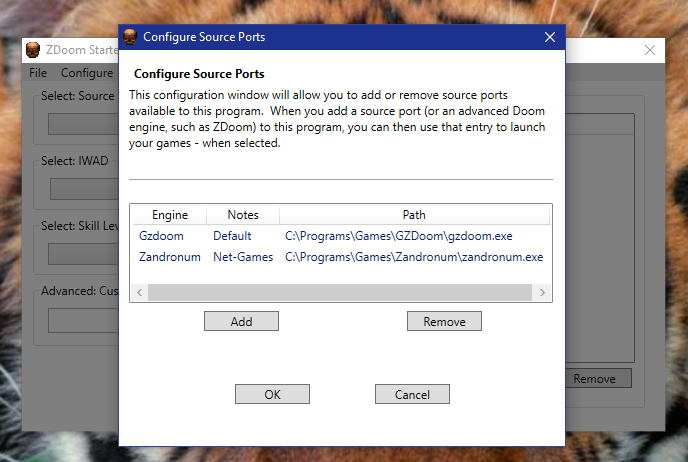 ZDoom Starte
Configure Source Ports
File Configure
Select: Source
Select: IWAD
Select: Skill Lev
Advanced: Cus
Remove
Configure Source Ports
This configuration window will allow you to add or remove source ports
available to this program. When you add a source port (or an advanced Doom
engine, such as ZDoom) to this program, you can then use that entry to launch
your games - when selected.
Engine Notes Path
Gzdoom Default C:\Programs\Games\GZDoom\gzdoom.exe
Zandronum Net-Games C:\Programs\Games\Zandronum\zandronum.exe
Add Remove
OK Cancel